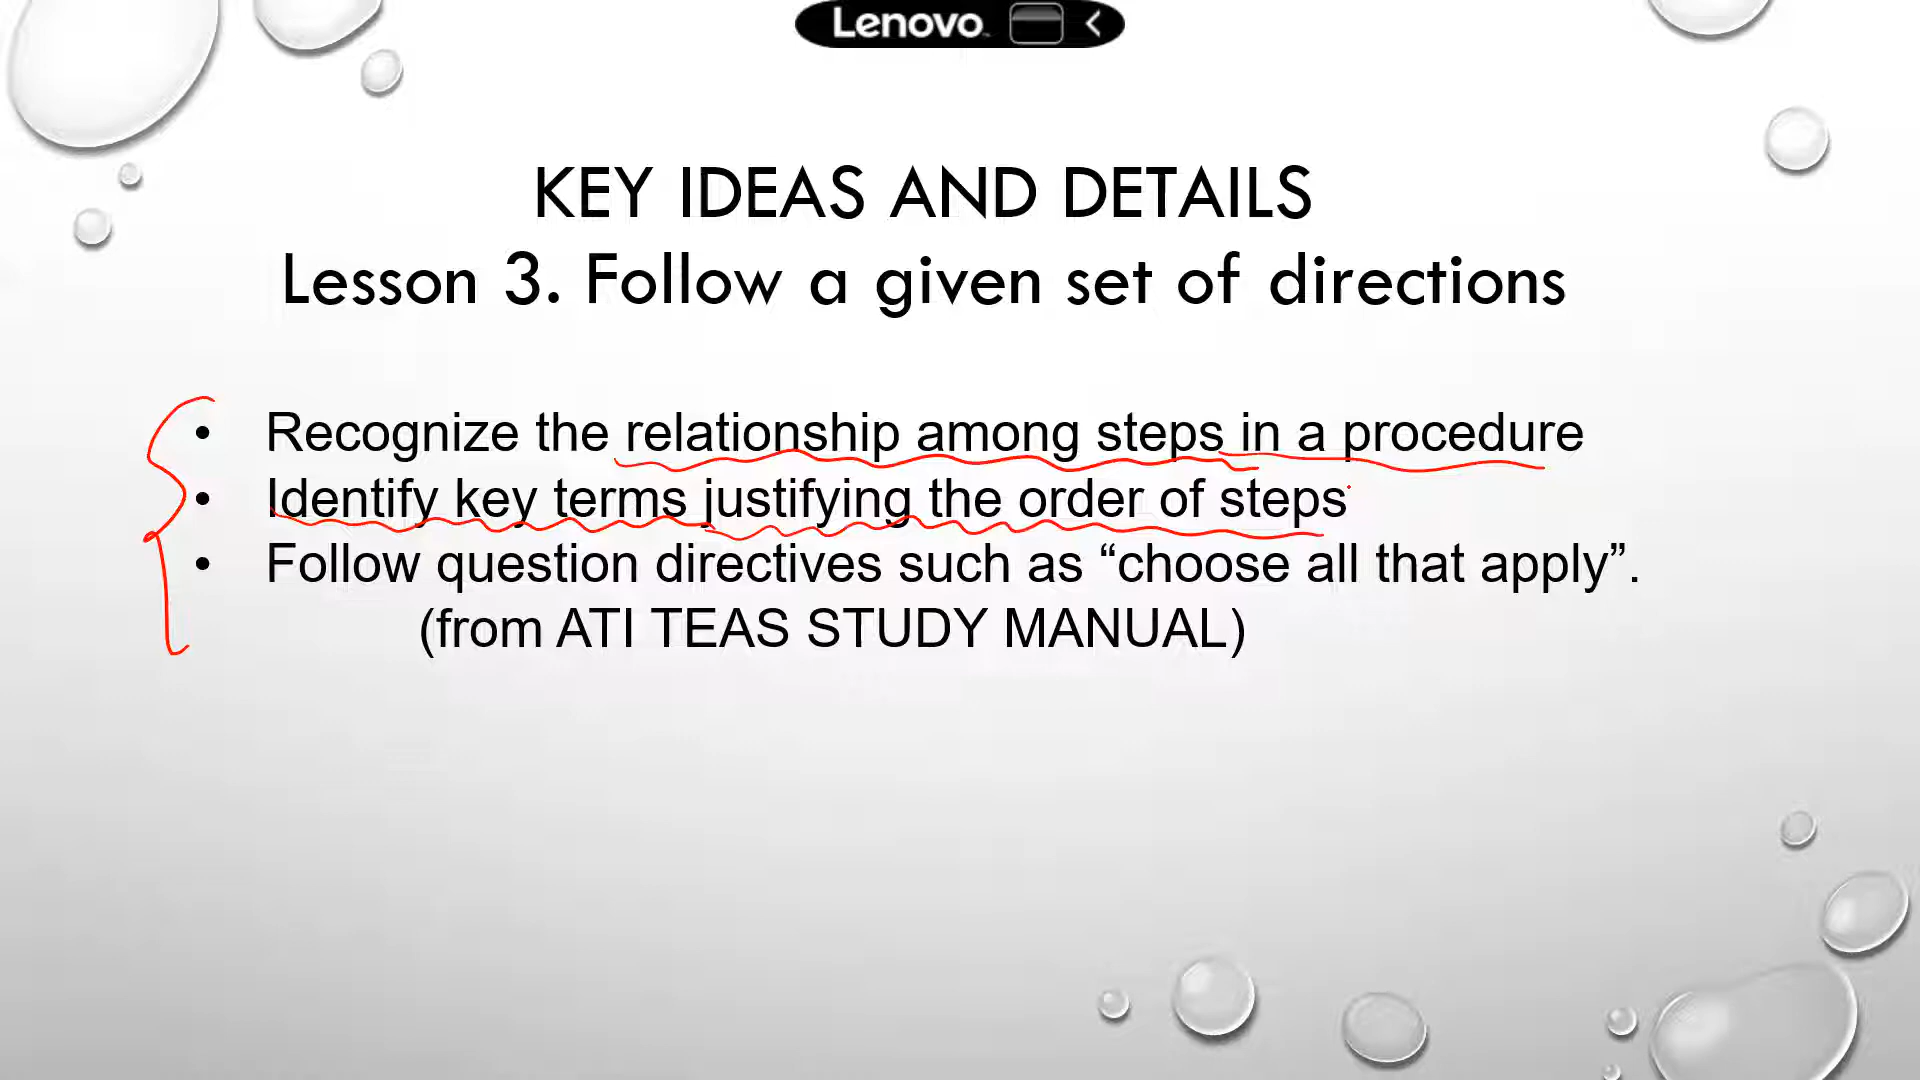 Lenovo
KEY IDEAS AND DETAILS
Lesson 3. Follow a given set of directions
• Recognize the relationship among steps in a procedure
• Identify key terms justifying the order of steps
• Follow question directives such as “choose all that apply”.
(from ATI TEAS STUDY MANUAL)